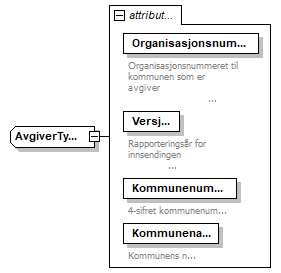 attribut...
Organisasjonsnum...
Organisasjonsnummeret til
kommunen som er
avgiver
...
Versj...
Rapporteringsår for
innsendingen
...
AvgiverTy...
Kommunenum...
4-sifret kommunenum...
Kommunena...
Kommunens n...